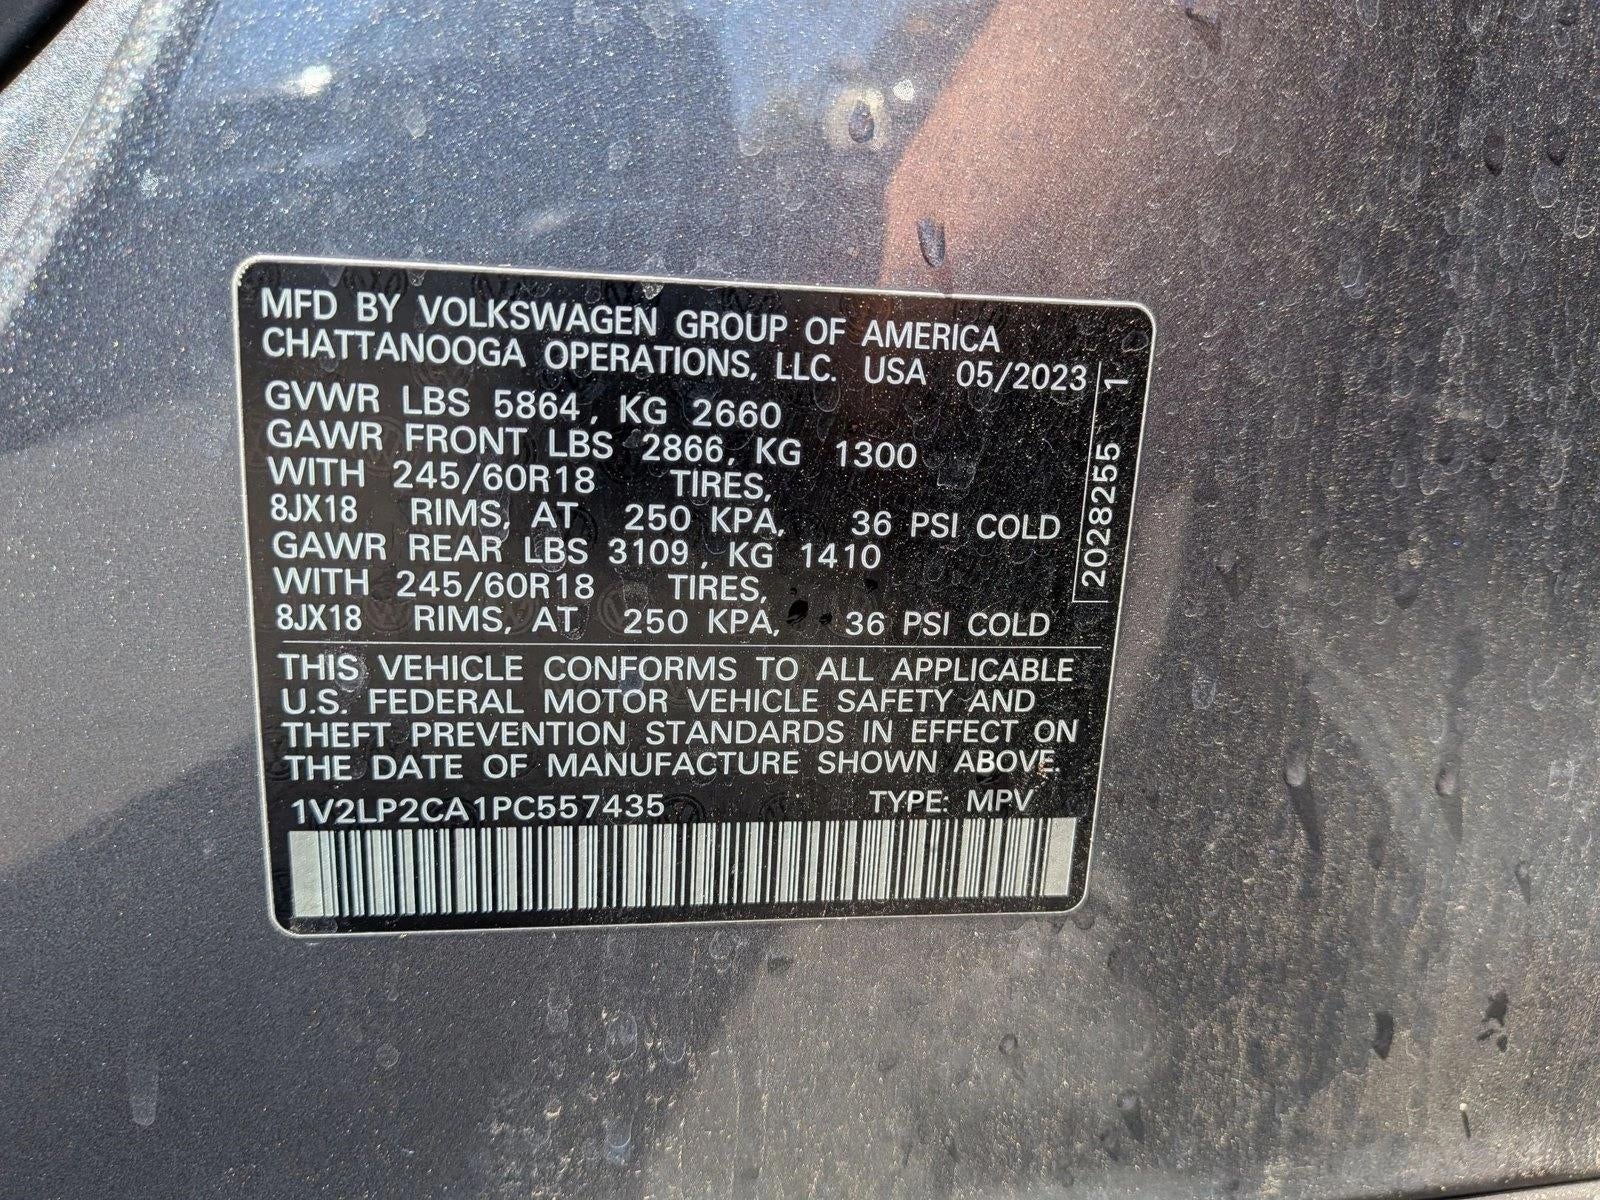 MFD BY VOLKSWAGEN GROUP OF AMERICA
CHATTANOOGA OPERATIONS, LLC. USA 05/2023
GVWR LBS 5864, KG 2660
GAWR FRONT LBS 2866, KG 1300
WITH 245/60R18 TIRES,
8JX18 RIMS, AT 250 KPA, 36 PSI COLD
GAWR REAR LBS 3109, KG 1410
WITH 245/60R18 TIRES,
8JX18 RIMS, AT 250 KPA, 36 PSI COLD
2028255 1
THIS VEHICLE CONFORMS TO ALL APPLICABLE
U.S. FEDERAL MOTOR VEHICLE SAFETY AND
THEFT PREVENTION STANDARDS IN EFFECT ON
THE DATE OF MANUFACTURE SHOWN ABOVE.
1V2LP2CA1PC557435 TYPE: MPV